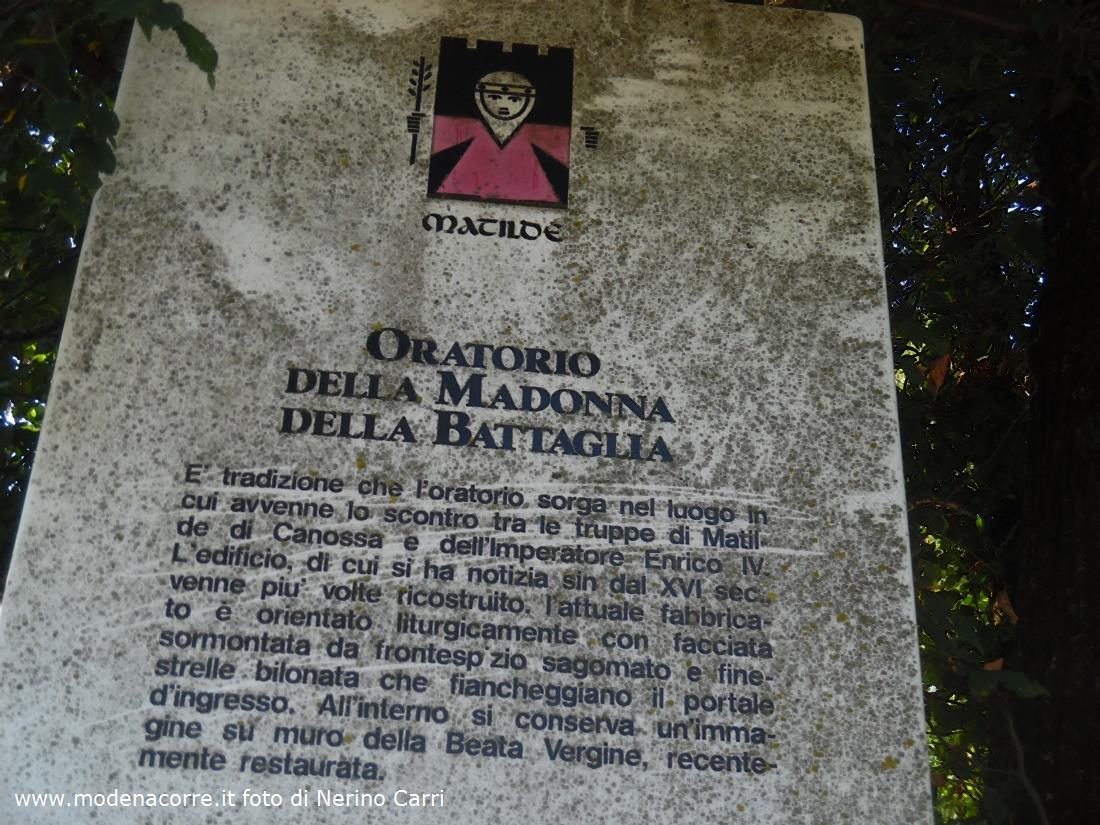 MATILDE
ORATORIO
DELLA MADONNA
DELLA BATTAGLIA
E' tradizione che l'oratorio sorga nel luogo in
cui avvenne lo scontro tra le truppe di Matil
de di Canossa e dell'Imperatore Enrico IV.
L'edificio, di cui si ha notizia sin dal XVI sec.,
venne piu' volte ricostruito. l'attuale fabbrica-
to è orientato liturgicamente con facciata
sormontata da frontesp zio sagomato e fine-
strelle bilonata che fiancheggiano il portale
d'ingresso. All'interno si conserva un'imma-
gine su muro della Beata Vergine, recente-
mente restaurata.
www.modenacorre.it foto di Nerino Carri